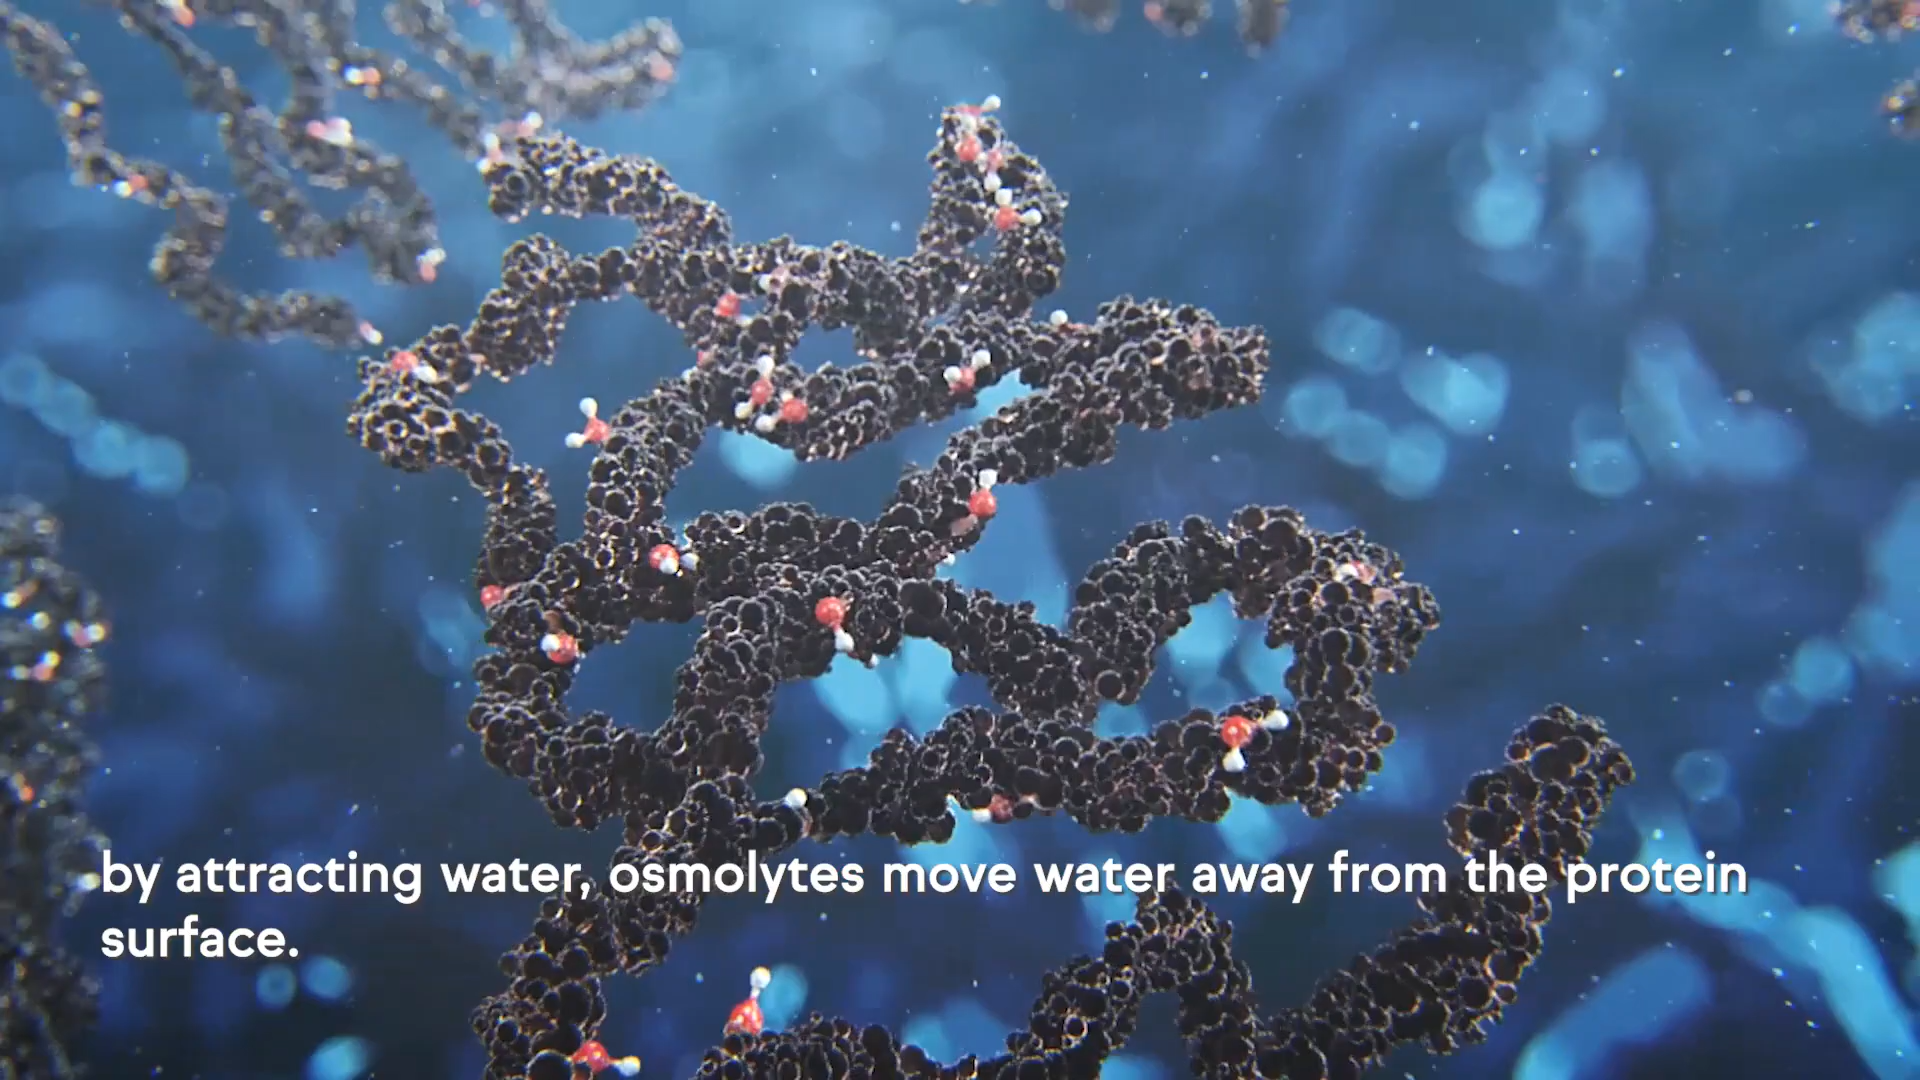 by attracting water, osmolytes move water away from the protein
surface.